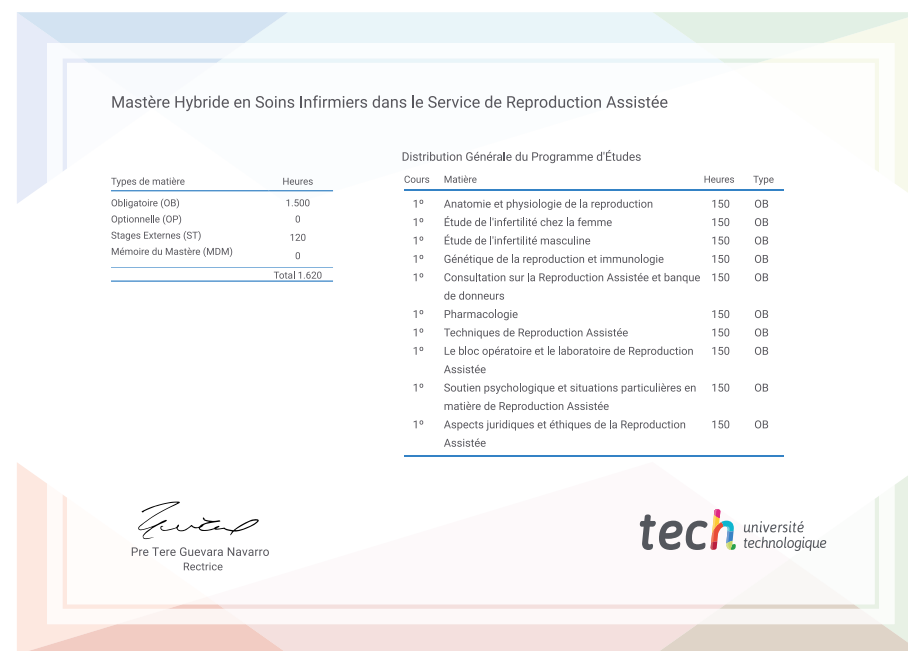 Mastère Hybride en Soins Infirmiers dans le Service de Reproduction Assistée
Types de matière Heures
Obligatoire (OB) 1.500
Optionnelle (OP) 0
Stages Externes (ST) 120
Mémoire du Mastère (MDM) 0
Total 1.620
Distribution Générale du Programme d'Études
Cours Matière Heures Type
1º Anatomie et physiologie de la reproduction 150 OB
1º Étude de l'infertilité chez la femme 150 OB
1º Étude de l'infertilité masculine 150 OB
1º Génétique de la reproduction et immunologie 150 OB
1º Consultation sur la Reproduction Assistée et banque 150 OB
de donneurs
1º Pharmacologie 150 OB
1º Techniques de Reproduction Assistée 150 OB
1º Le bloc opératoire et le laboratoire de Reproduction 150 OB
Assistée
1º Soutien psychologique et situations particulières en 150 OB
matière de Reproduction Assistée
1º Aspects juridiques et éthiques de la Reproduction 150 OB
Assistée
Pre Tere Guevara Navarro
Rectrice
tech université
technologique